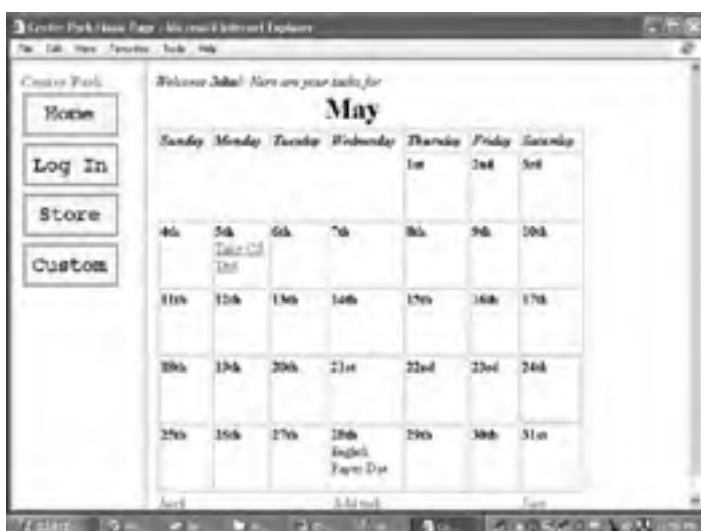 Center Park Home Page - Microsoft Internet Explorer
File Edit View Favorites Tools Help
Center Park
Home
Log In
Store
Custom
Welcome John! Here are your tasks for
May
Sunday Monday Tuesday Wednesday Thursday Friday Saturday
1st 2nd 3rd
4th 5th 6th 7th 8th 9th 10th
Take
11th 12th 13th 14th 15th 16th 17th
18th 19th 20th 21st 22nd 23rd 24th
25th 26th 27th 28th 29th 30th 31st
English
Paper Due
April Add task June
start